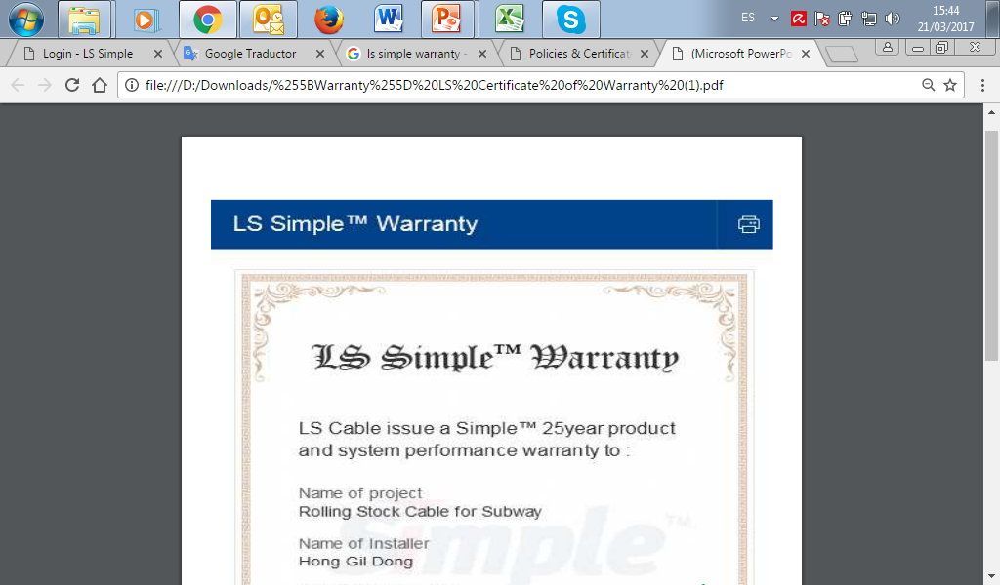 ES
15:44
21/03/2017
Login - LS Simple
Google Traductor
ls simple warranty -
Policies & Certificat
(Microsoft PowerPo
file:///D:/Downloads/%255BWarranty%255D%20LS%20Certificate%20of%20Warranty%20(1).pdf
LS Simple™ Warranty
LS Simple™ Warranty
LS Cable issue a Simple™ 25year product
and system performance warranty to :
Name of project
Rolling Stock Cable for Subway
Name of Installer
Hong Gil Dong
Simple™